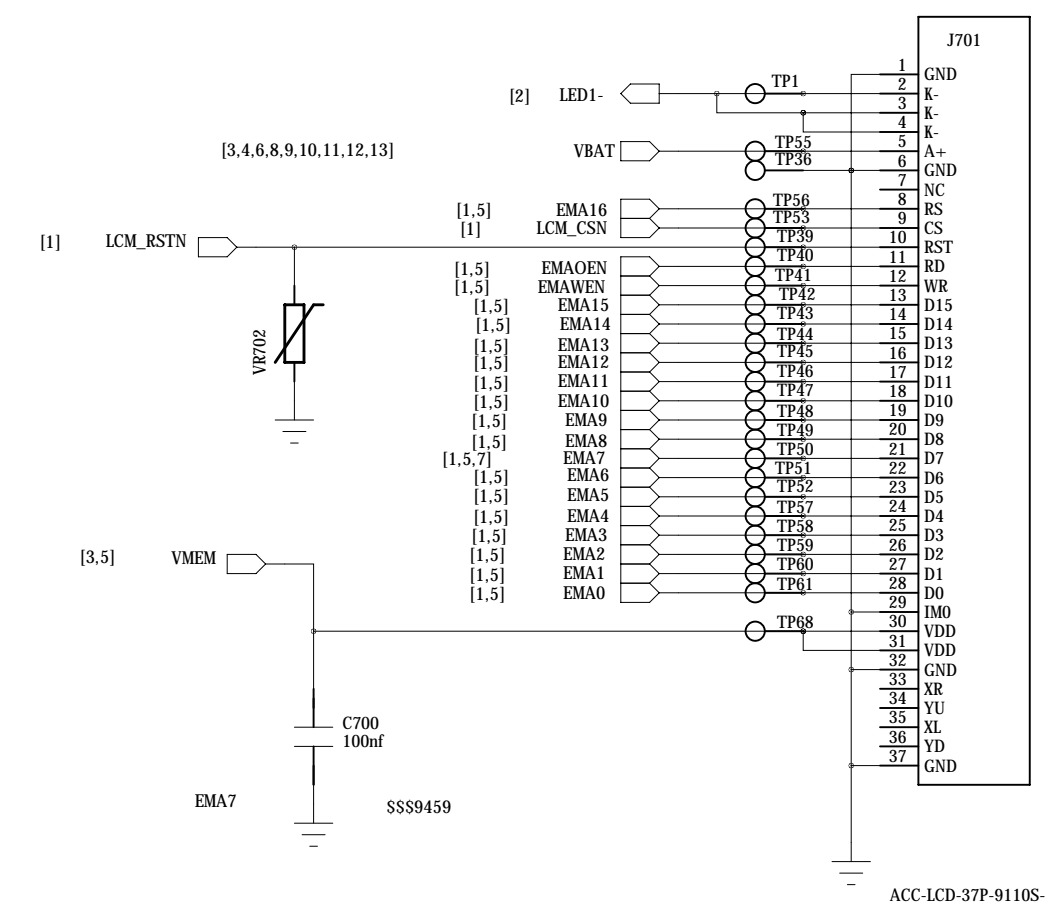 J701
1 GND
TP1 2 K-
[2] LED1- 3 K-
4 K-
[3,4,6,8,9,10,11,12,13] VBAT TP55 5 A+
TP36 6 GND
7 NC
[1,5] EMA16 TP56 8 RS
[1] LCM_CSN TP53 9 CS
[1] LCM_RSTN TP39 10 RST
[1,5] EMAOEN TP40 11 RD
[1,5] EMAWEN TP41 12 WR
[1,5] EMA15 TP42 13 D15
[1,5] EMA14 TP43 14 D14
[1,5] EMA13 TP44 15 D13
[1,5] EMA12 TP45 16 D12
[1,5] EMA11 TP46 17 D11
[1,5] EMA10 TP47 18 D10
[1,5] EMA9 TP48 19 D9
[1,5] EMA8 TP49 20 D8
[1,5,7] EMA7 TP50 21 D7
[1,5] EMA6 TP51 22 D6
[1,5] EMA5 TP52 23 D5
[1,5] EMA4 TP57 24 D4
[1,5] EMA3 TP58 25 D3
[1,5] EMA2 TP59 26 D2
[1,5] EMA1 TP60 27 D1
[1,5] EMA0 TP61 28 D0
29 IM0
TP68 30 VDD
31 VDD
32 GND
33 XR
34 YU
35 XL
36 YD
37 GND
VR702
[3,5] VMEM
C700
100nf
EMA7
$$$9459
ACC-LCD-37P-9110S-